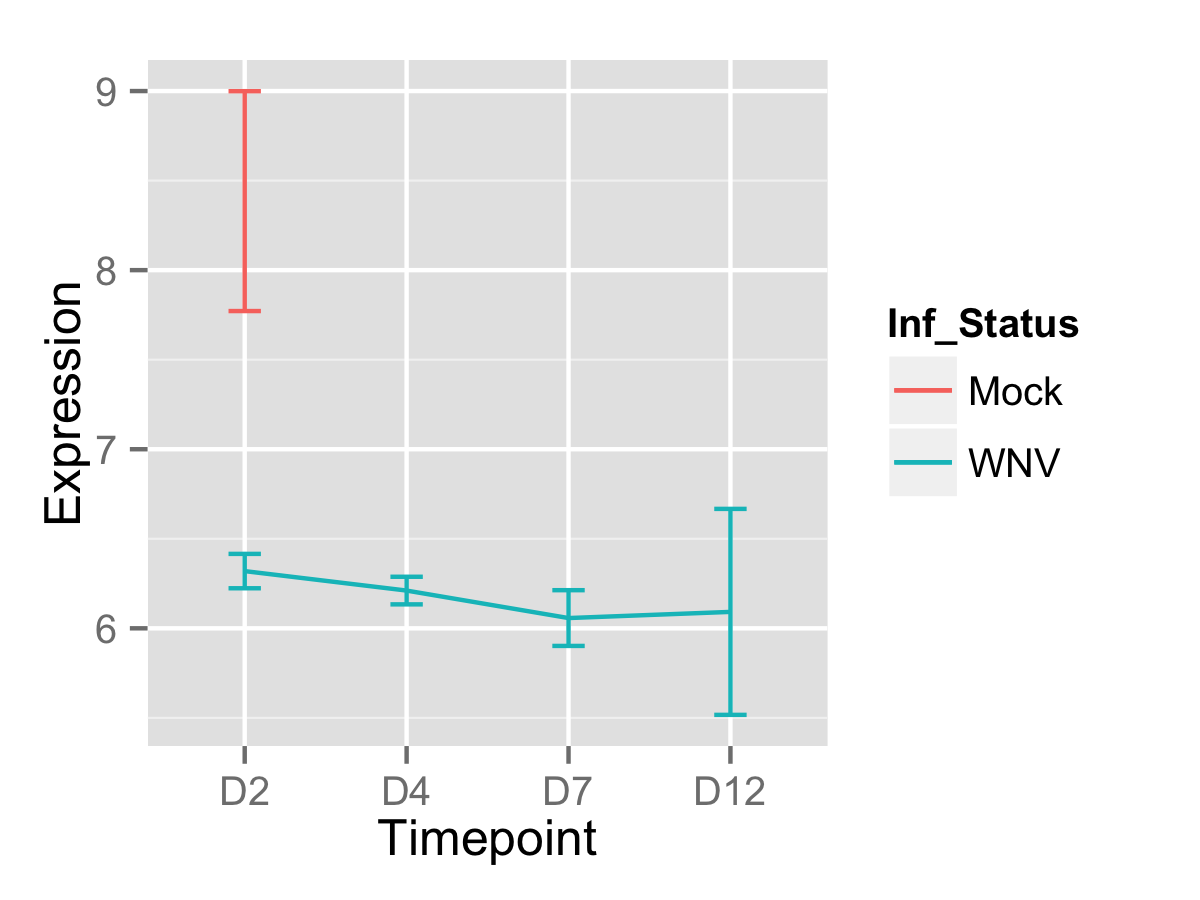 9
8
7
6
Expression
D2 D4 D7 D12
Timepoint
Inf_Status
Mock
WNV